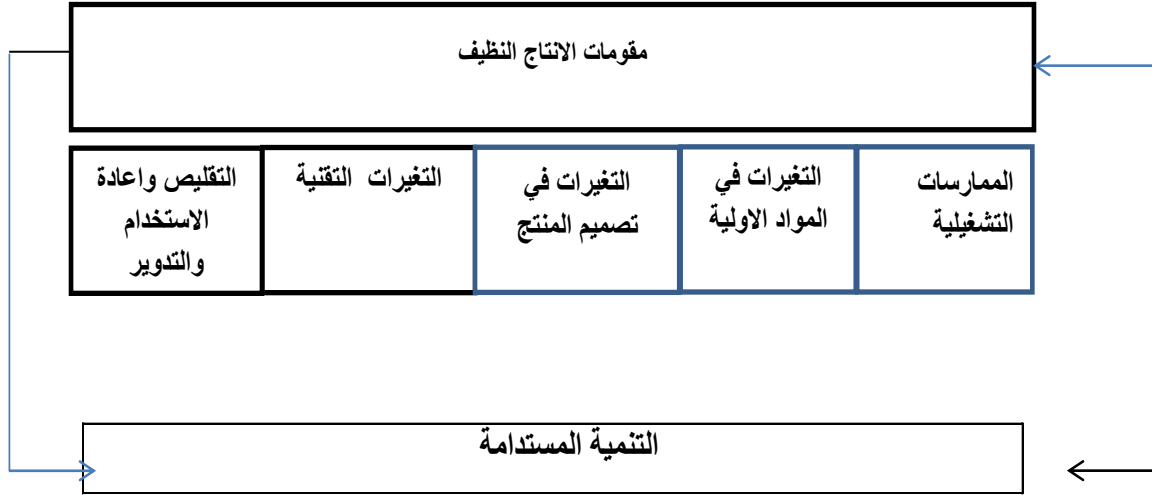 مقومات الانتاج النظيف
الممارسات
التشغيلية
التغيرات في
المواد الاولية
التغيرات في
تصميم المنتج
التغيرات التقنية
التقليص واعادة
الاستخدام
والتدوير
التنمية المستدامة